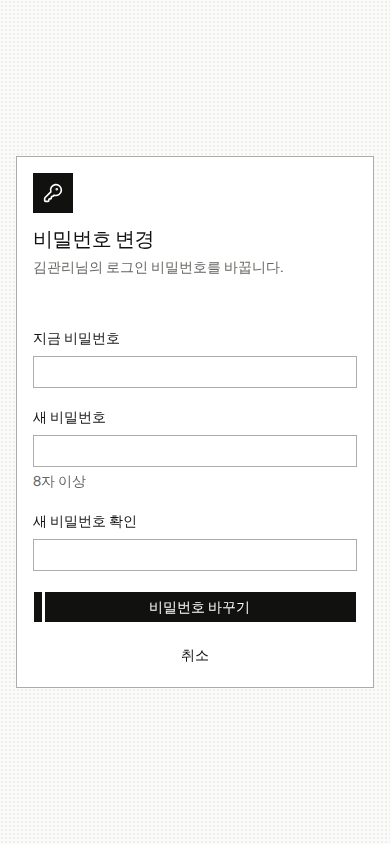 비밀번호 변경
김관리님의 로그인 비밀번호를 바꿉니다.
지금 비밀번호
새 비밀번호
8자 이상
새 비밀번호 확인
비밀번호 바꾸기
취소